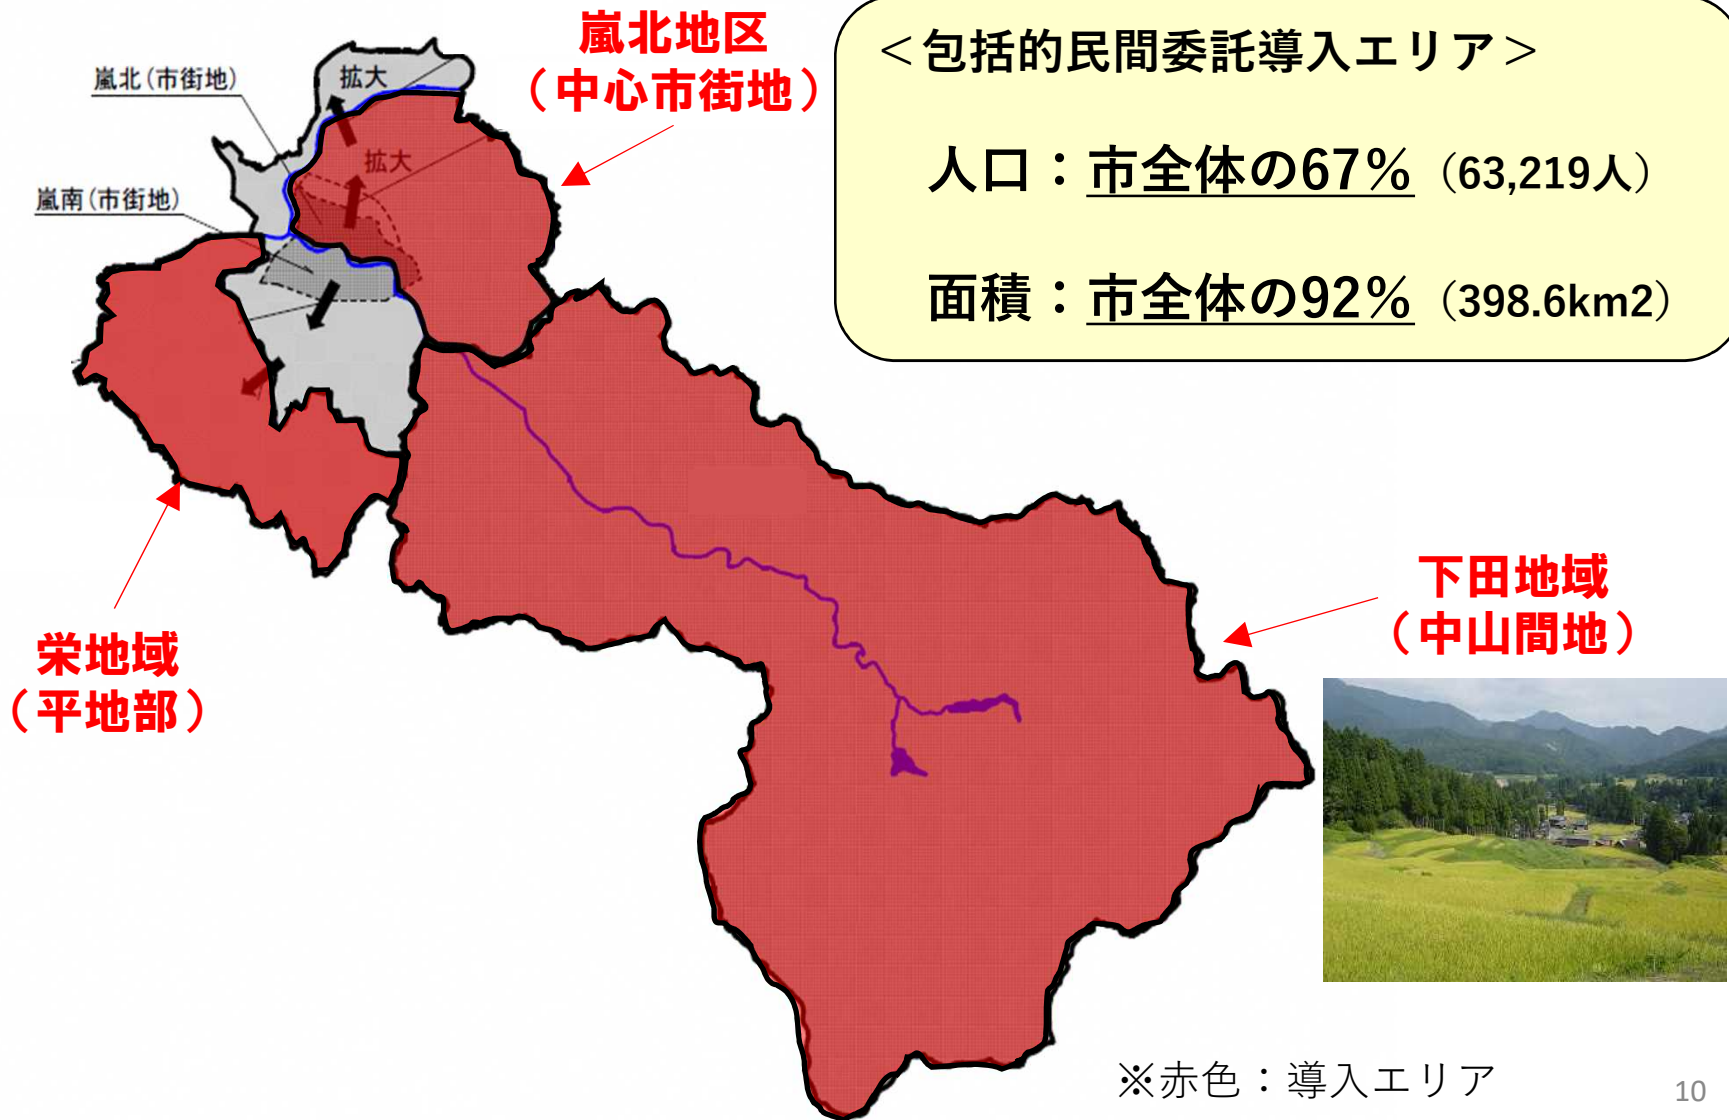 嵐北地区
（中心市街地）
＜包括的民間委託導入エリア＞
人口：市全体の67%（63,219人）
面積：市全体の92%（398.6km2）
嵐北(市街地)
拡大
拡大
嵐南(市街地)
栄地域
（平地部）
下田地域
（中山間地）
※赤色：導入エリア
10